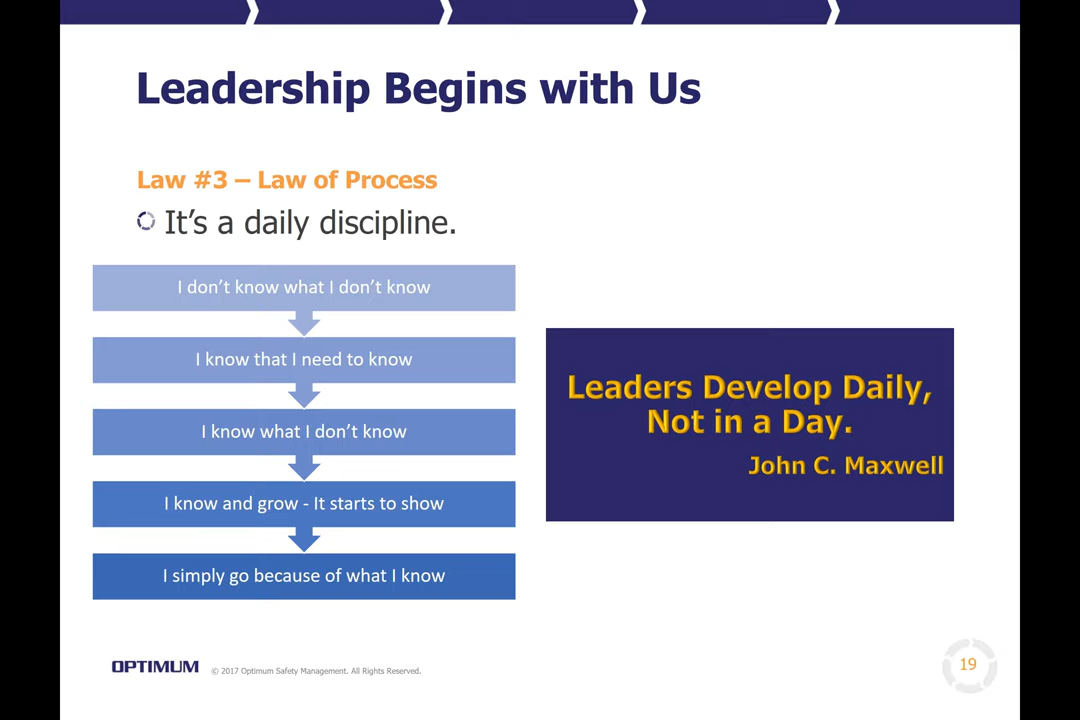 Leadership Begins with Us
Law #3 – Law of Process
It’s a daily discipline.
I don’t know what I don’t know
I know that I need to know
I know what I don’t know
I know and grow - It starts to show
I simply go because of what I know
Leaders Develop Daily,
Not in a Day.
John C. Maxwell
OPTIMUM © 2017 Optimum Safety Management. All Rights Reserved.
19